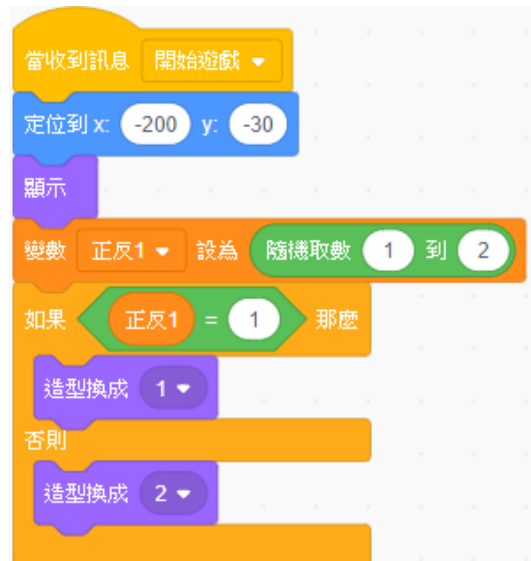 當收到訊息 開始遊戲
定位到 x: -200 y: -30
顯示
變數 正反1 設為 隨機取數 1 到 2
如果 正反1 = 1 那麼
造型換成 1
否則
造型換成 2